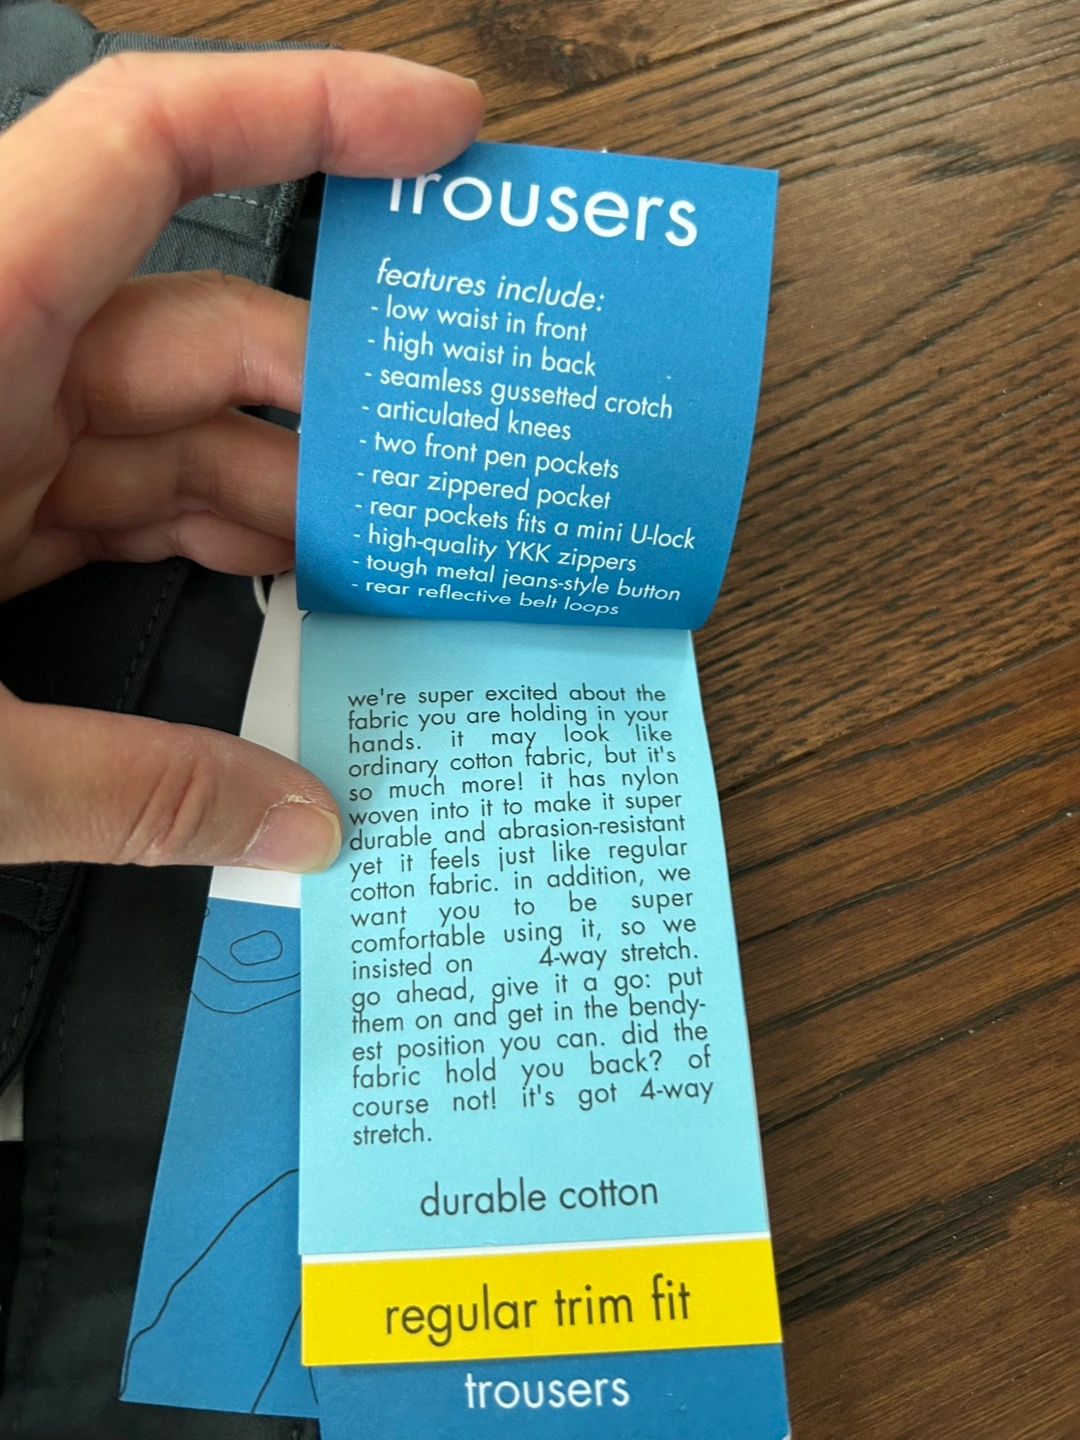 trousers
features include:
- low waist in front
- high waist in back
- seamless gussetted crotch
- articulated knees
- two front pen pockets
- rear zippered pocket
- rear pockets fits a mini U-lock
- high-quality YKK zippers
- tough metal jeans-style button
- rear reflective belt loops
we're super excited about the
fabric you are holding in your
hands. it may look like
ordinary cotton fabric, but it's
so much more! it has nylon
woven into it to make it super
durable and abrasion-resistant
yet it feels just like regular
cotton fabric. in addition, we
want you to be super
comfortable using it, so we
insisted on 4-way stretch.
go ahead, give it a go: put
them on and get in the bendy-
est position you can. did the
fabric hold you back? of
course not! it's got 4-way
stretch.
durable cotton
regular trim fit
trousers